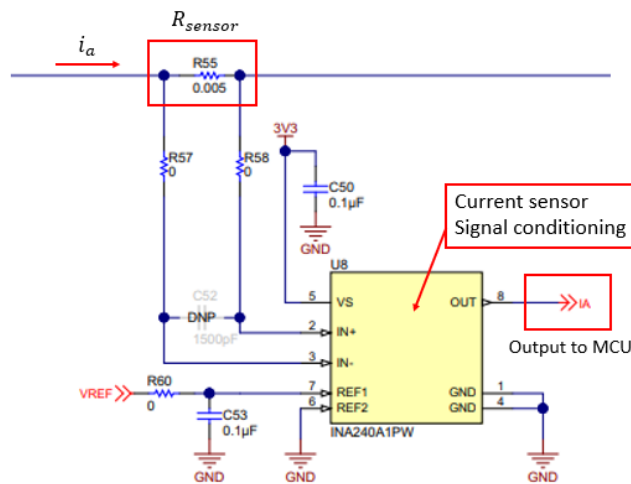 R_sensor
i_a
R55
0.005
R57
0
R58
0
3V3
C50
0.1µF
GND
Current sensor
Signal conditioning
U8
C52
DNP
1500pF
5 VS
OUT 8 IA
2 IN+
3 IN-
Output to MCU
VREF
R60
0
7 REF1
6 REF2
GND 1
GND 4
C53
0.1µF
INA240A1PW
GND
GND
GND